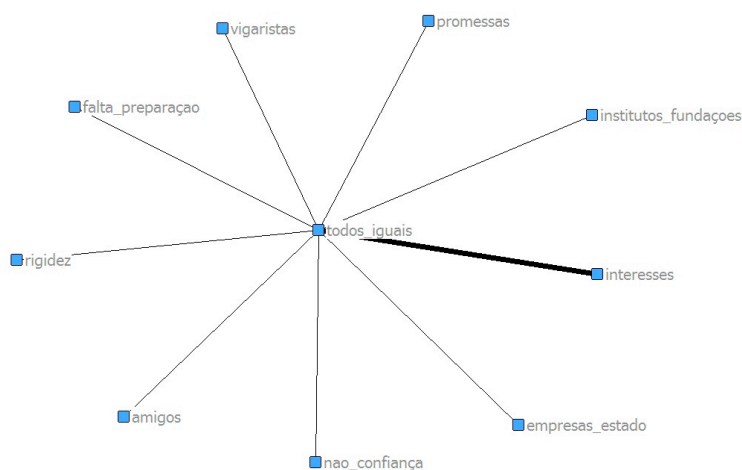 promessas
vigaristas
falta_preparaçao
institutos_fundaçoes
todos_iguais
rigidez
interesses
amigos
empresas_estado
nao_confiança